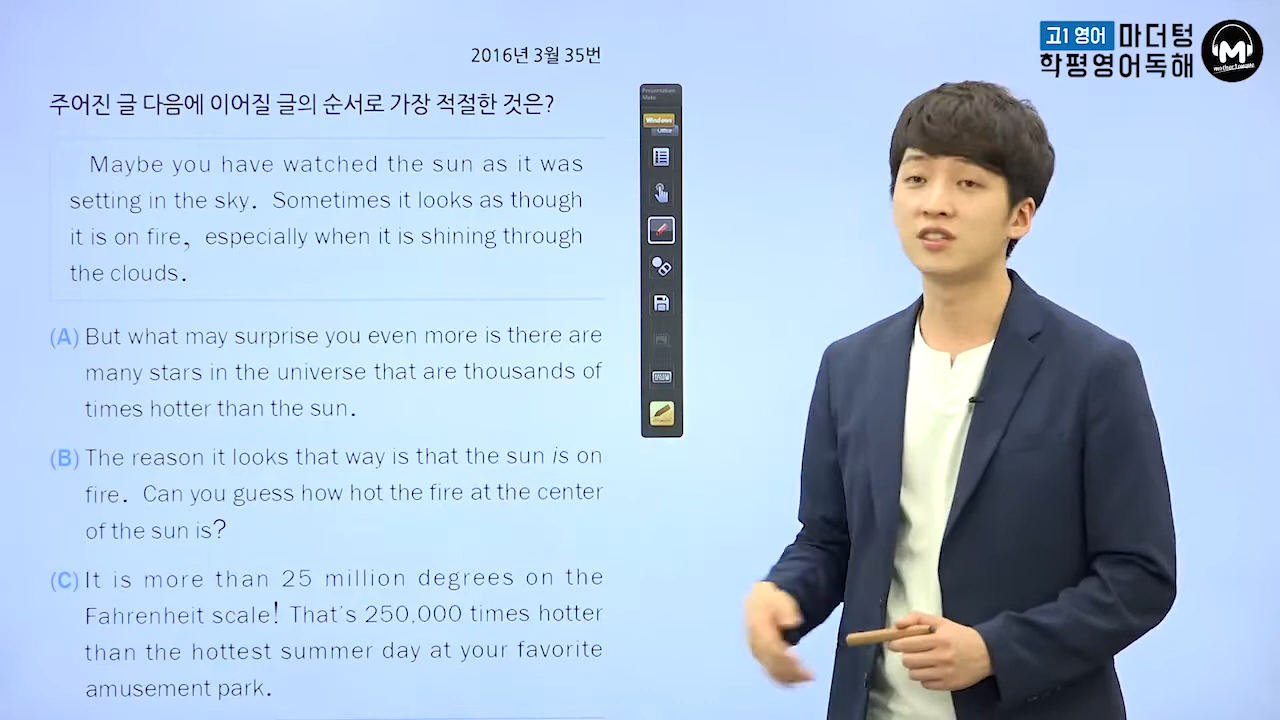 2016년 3월 35번
고1 영어 마더텅
학평영어독해
M
주어진 글 다음에 이어질 글의 순서로 가장 적절한 것은?
Maybe you have watched the sun as it was
setting in the sky. Sometimes it looks as though
it is on fire, especially when it is shining through
the clouds.
(A) But what may surprise you even more is there are
many stars in the universe that are thousands of
times hotter than the sun.
(B) The reason it looks that way is that the sun is on
fire. Can you guess how hot the fire at the center
of the sun is?
(C) It is more than 25 million degrees on the
Fahrenheit scale! That's 250,000 times hotter
than the hottest summer day at your favorite
amusement park.
Presentation
Mate
Windows
Office